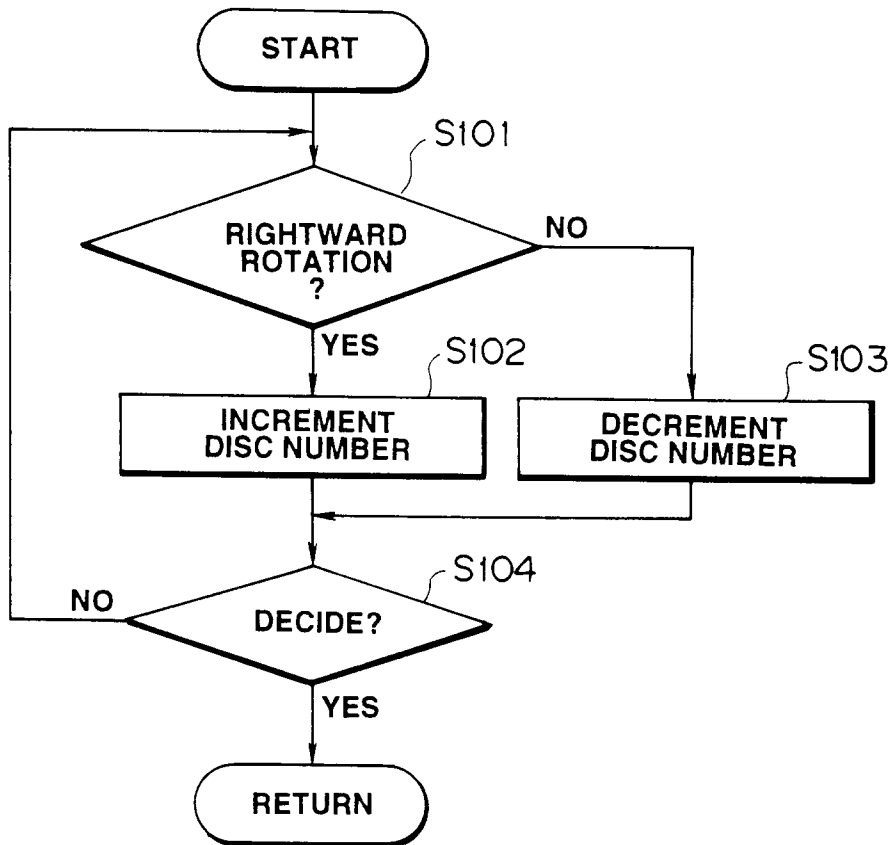 START
S101
RIGHTWARD
ROTATION
?
NO
YES
S102
INCREMENT
DISC NUMBER
S103
DECREMENT
DISC NUMBER
S104
NO
DECIDE?
YES
RETURN